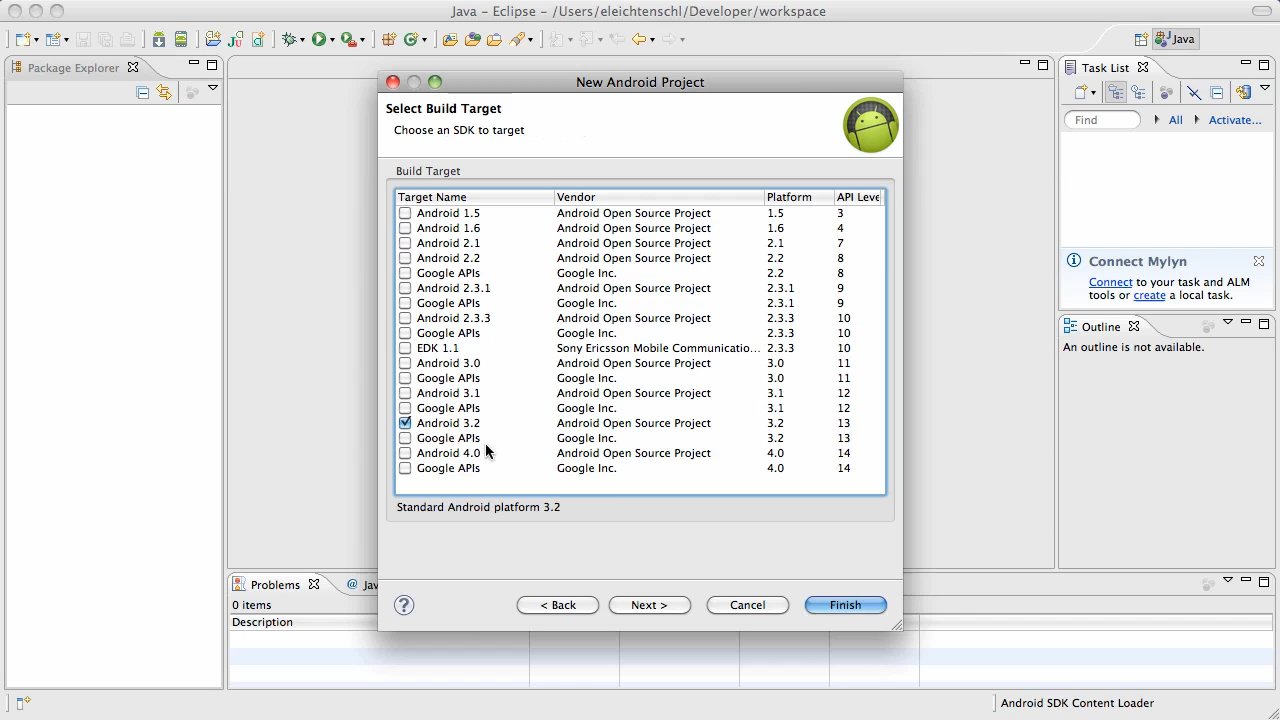 Java - Eclipse - /Users/eleichtenschl/Developer/workspace
Java
Package Explorer
New Android Project
Select Build Target
Choose an SDK to target
Build Target
Target Name Vendor Platform API Leve
Android 1.5 Android Open Source Project 1.5 3
Android 1.6 Android Open Source Project 1.6 4
Android 2.1 Android Open Source Project 2.1 7
Android 2.2 Android Open Source Project 2.2 8
Google APIs Google Inc. 2.2 8
Android 2.3.1 Android Open Source Project 2.3.1 9
Google APIs Google Inc. 2.3.1 9
Android 2.3.3 Android Open Source Project 2.3.3 10
Google APIs Google Inc. 2.3.3 10
EDK 1.1 Sony Ericsson Mobile Communicatio... 2.3.3 10
Android 3.0 Android Open Source Project 3.0 11
Google APIs Google Inc. 3.0 11
Android 3.1 Android Open Source Project 3.1 12
Google APIs Google Inc. 3.1 12
Android 3.2 Android Open Source Project 3.2 13
Google APIs Google Inc. 3.2 13
Android 4.0 Android Open Source Project 4.0 14
Google APIs Google Inc. 4.0 14
Standard Android platform 3.2
? < Back Next > Cancel Finish
Task List
Find All Activate...
Connect Mylyn
Connect to your task and ALM
tools or create a local task.
Outline
An outline is not available.
Problems @ Jav
0 items
Description
Android SDK Content Loader